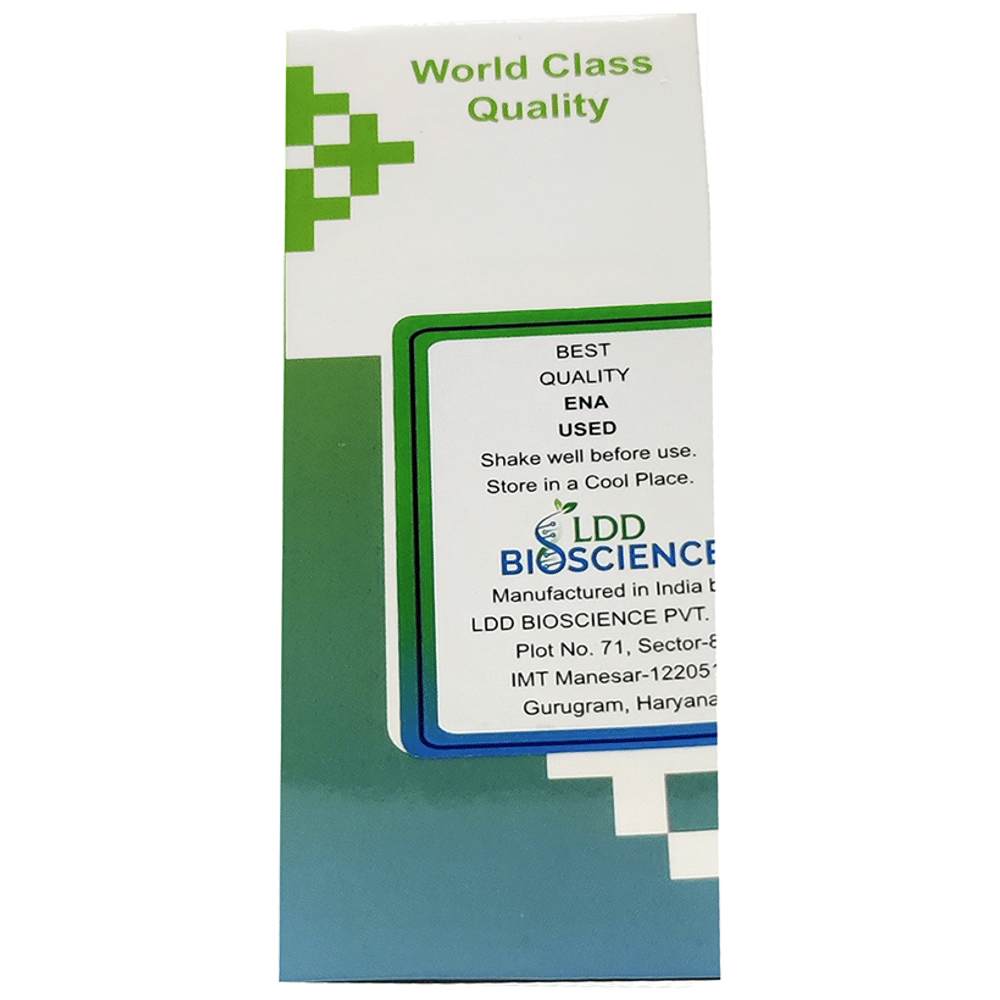 World Class
Quality
BEST
QUALITY
ENA
USED
Shake well before use.
Store in a Cool Place.
LDD
BIOSCIENCE
Manufactured in India
LDD BIOSCIENCE PVT.
Plot No. 71, Sector-8
IMT Manesar-122051
Gurugram, Haryana